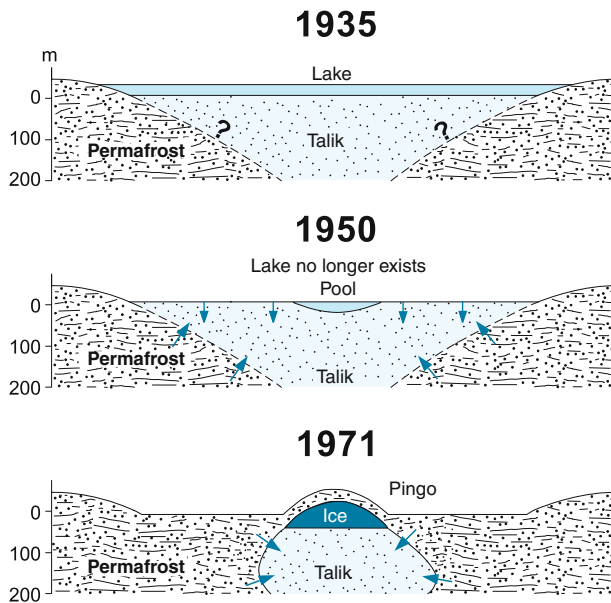 1935
m
Lake
0
?
?
100
Talik
Permafrost
200
1950
Lake no longer exists
Pool
0
100
Permafrost
Talik
200
1971
Pingo
0
Ice
100
Permafrost
Talik
200